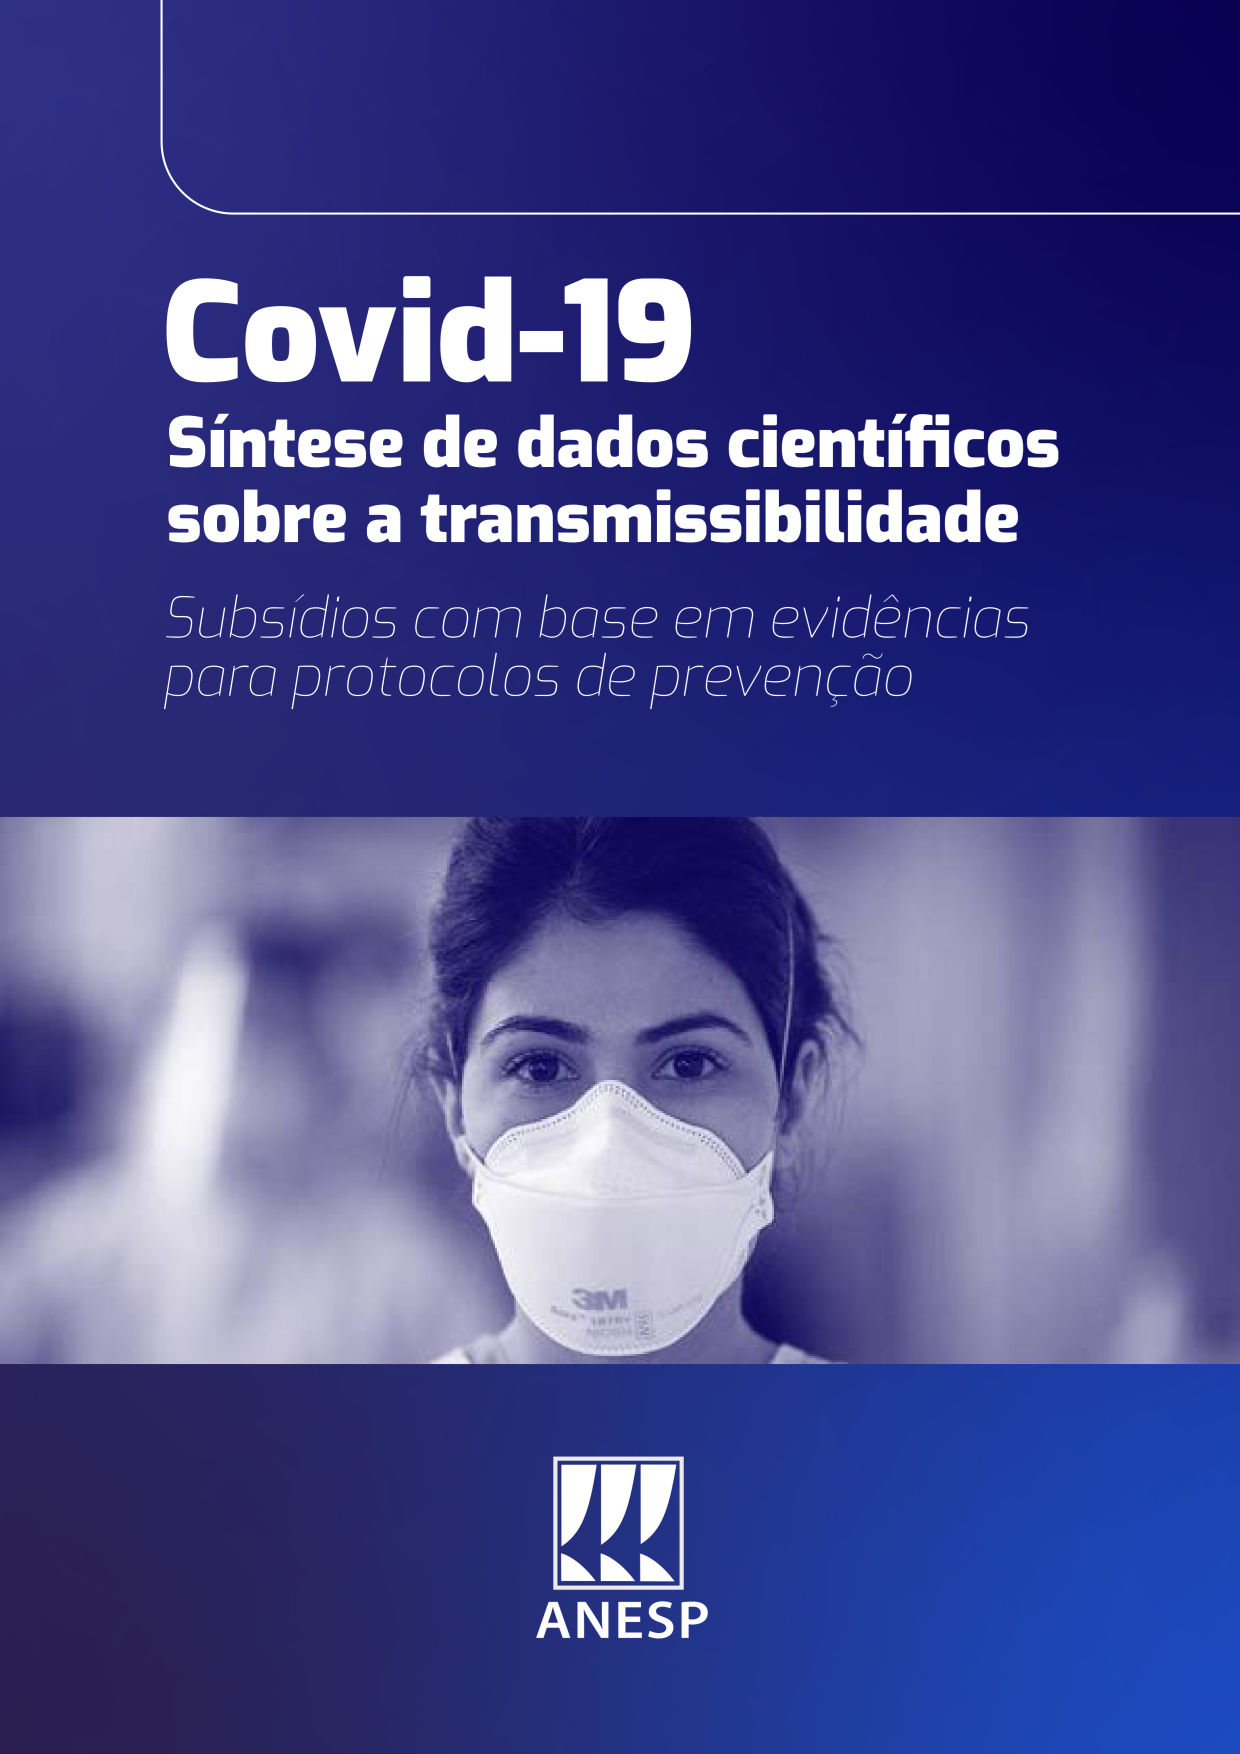 Covid-19
Síntese de dados científicos
sobre a transmissibilidade
Subsídios com base em evidências
para protocolos de prevenção
3M
NIOSH
ANESP